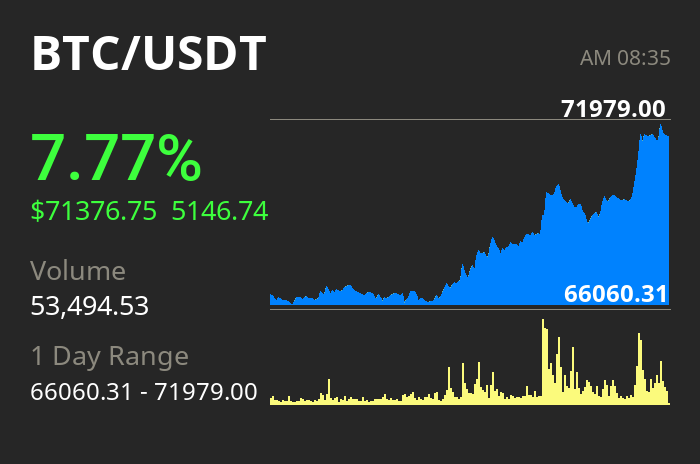 BTC/USDT
AM 08:35
71979.00
7.77%
$71376.75 5146.74
Volume
53,494.53
66060.31
1 Day Range
66060.31 - 71979.00